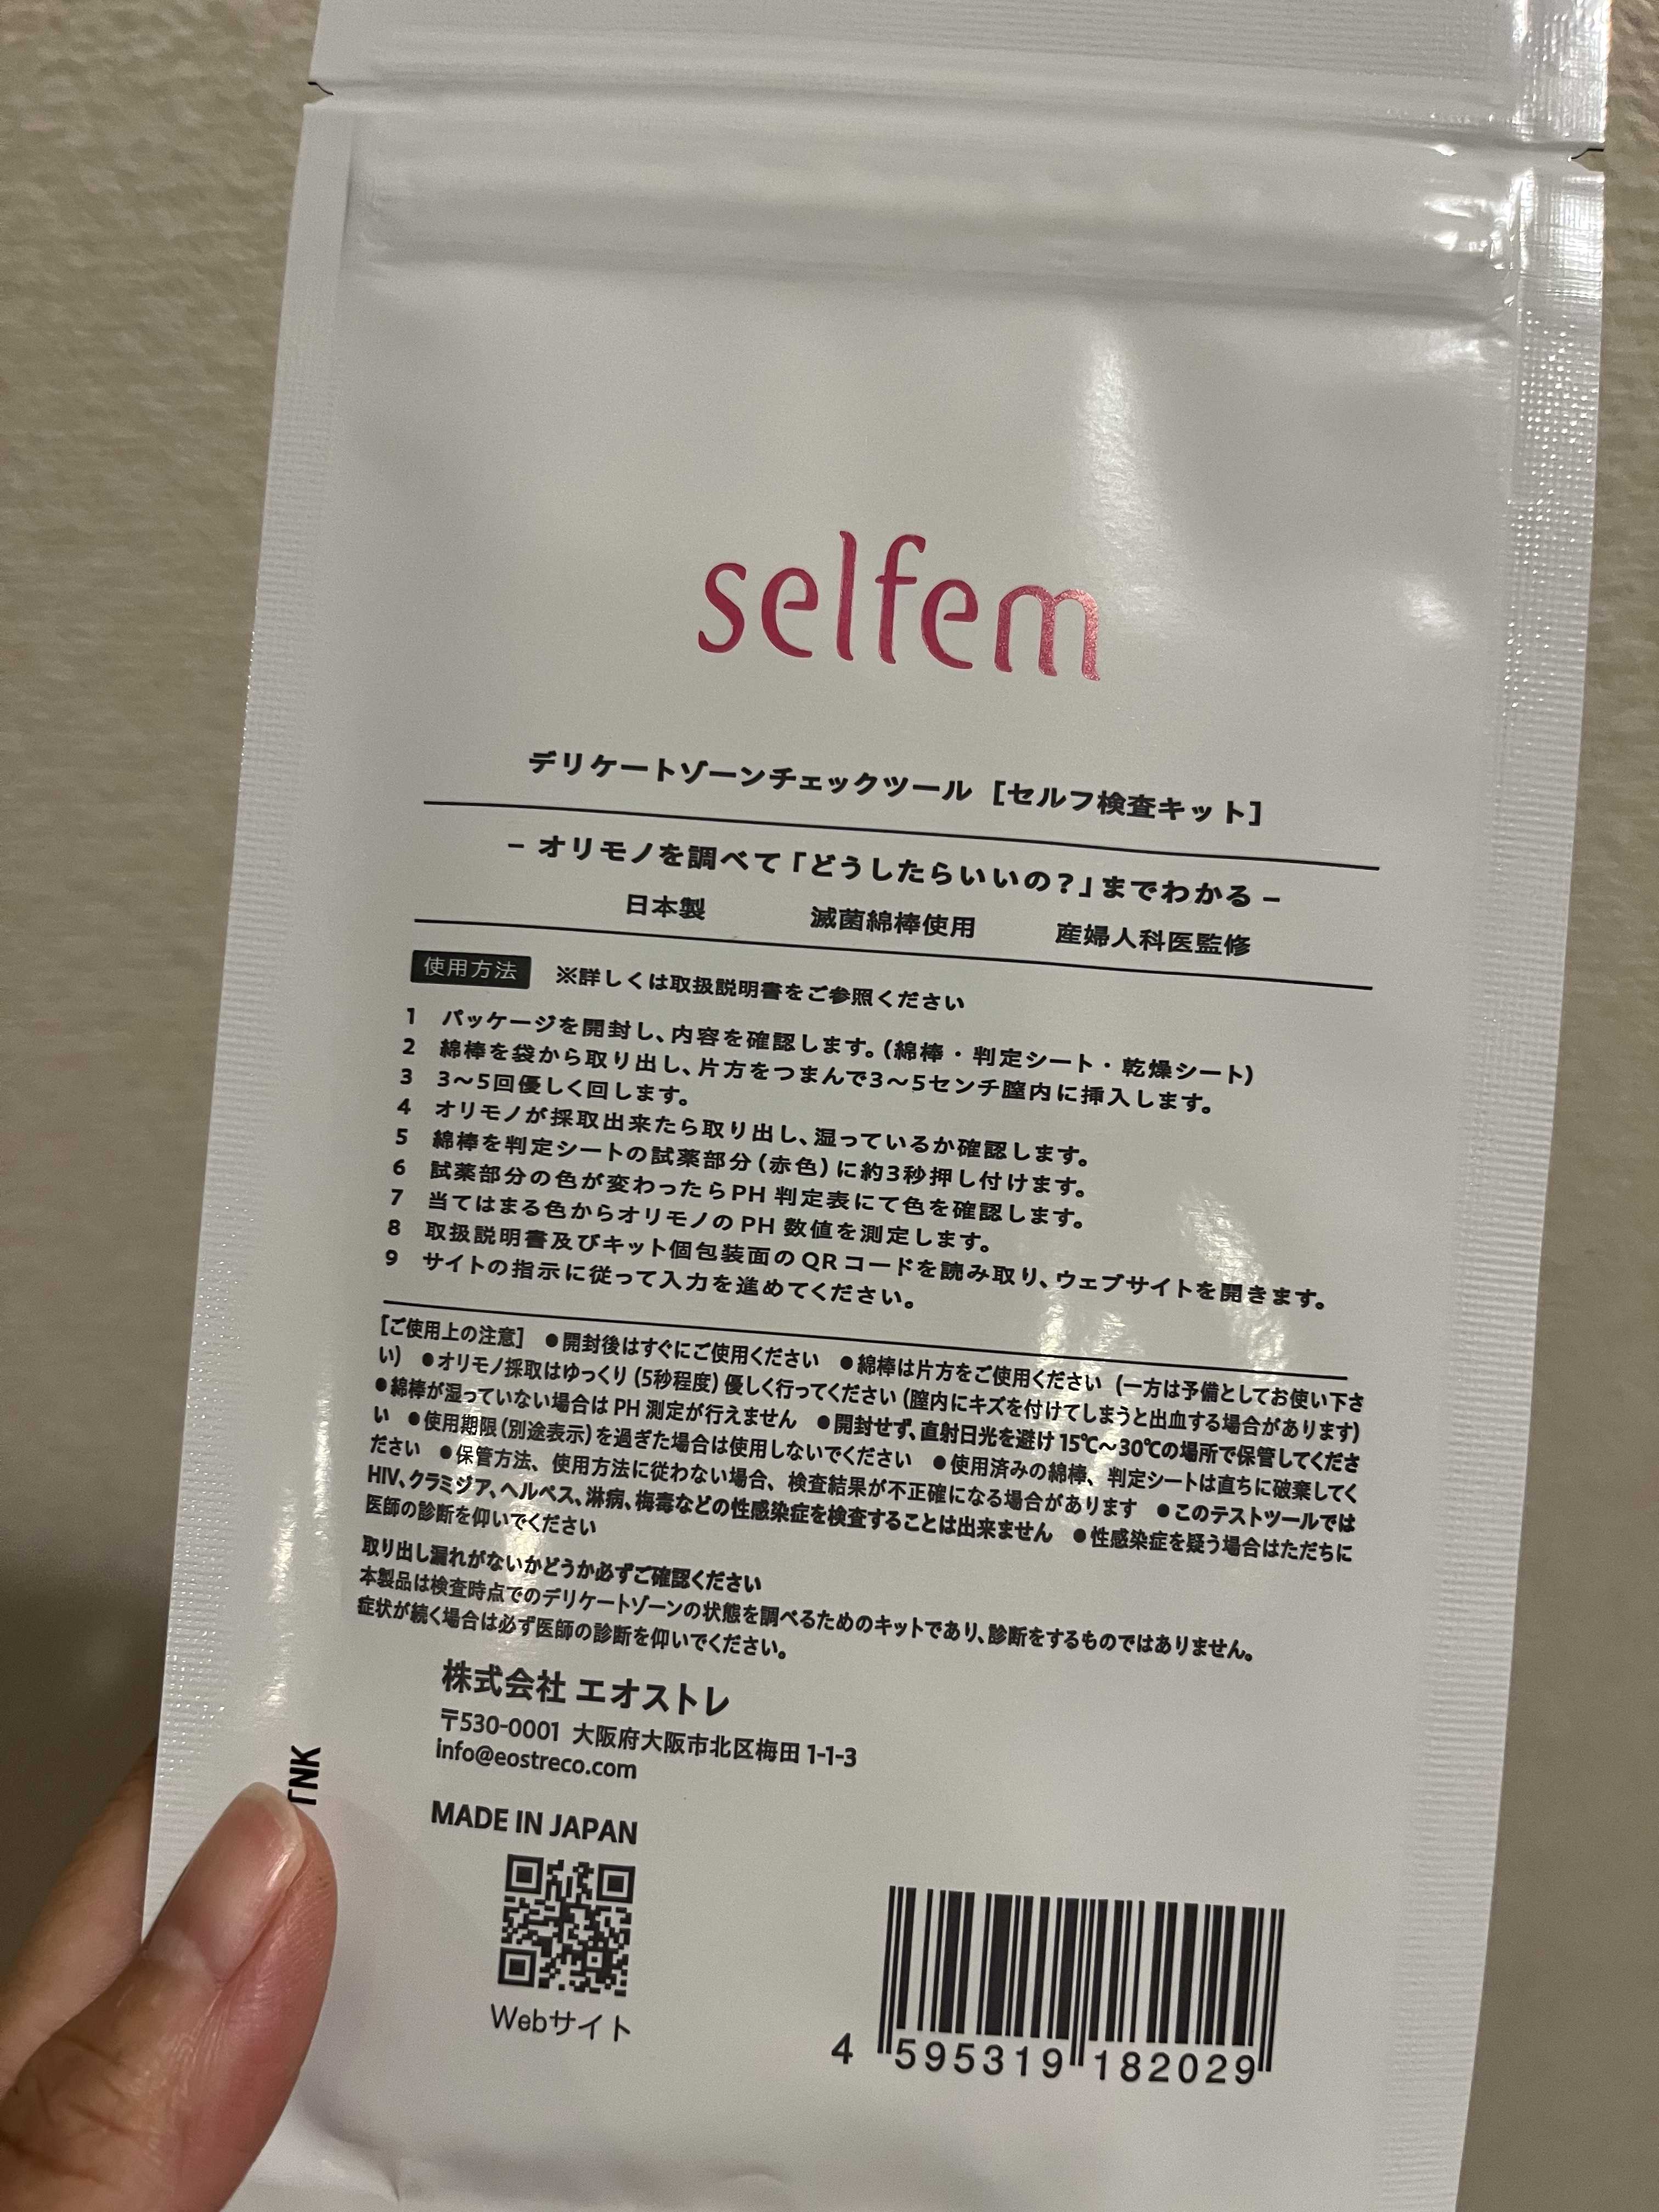 selfem
デリケートゾーンチェックツール [セルフ検査キット]
– オリモノを調べて「どうしたらいいの?」までわかる –
日本製 滅菌綿棒使用 産婦人科医監修
使用方法 ※詳しくは取扱説明書をご参照ください
1 パッケージを開封し、内容を確認します。(綿棒・判定シート・乾燥シート)
2 綿棒を袋から取り出し、片方をつまんで3〜5センチ膣内に挿入します。
3 3〜5回優しく回します。
4 オリモノが採取出来たら取り出し、湿っているか確認します。
5 綿棒を判定シートの試薬部分(赤色)に約3秒押し付けます。
6 試薬部分の色が変わったらPH 判定表にて色を確認します。
7 当てはまる色からオリモノの PH 数値を測定します。
8 取扱説明書及びキット個包装面のQRコードを読み取り、ウェブサイトを開きます。
9 サイトの指示に従って入力を進めてください。
[ご使用上の注意] ●開封後はすぐにご使用ください ●綿棒は片方をご使用ください (一方は予備としてお使い下さ
い) ●オリモノ採取はゆっくり (5秒程度) 優しく行ってください (膣内にキズを付けてしまうと出血する場合があります)
●綿棒が湿っていない場合は PH 測定が行えません ●開封せず、直射日光を避け 15℃〜30℃の場所で保管してくださ
い ●使用期限(別途表示)を過ぎた場合は使用しないでください ●使用済みの綿棒、判定シートは直ちに破棄してく
ださい ●保管方法、使用方法に従わない場合、検査結果が不正確になる場合があります ●このテストツールでは
HIV、クラミジア、ヘルペス、淋病、梅毒などの性感染症を検査することは出来ません ●性感染症を疑う場合はただちに
医師の診断を仰いでください
取り出し漏れがないかどうか必ずご確認ください
本製品は検査時点でのデリケートゾーンの状態を調べるためのキットであり、診断をするものではありません。
症状が続く場合は必ず医師の診断を仰いでください。
株式会社 エオストレ
〒530-0001 大阪府大阪市北区梅田 1-1-3
info@eostreco.com
MADE IN JAPAN
Webサイト
4 595319 182029